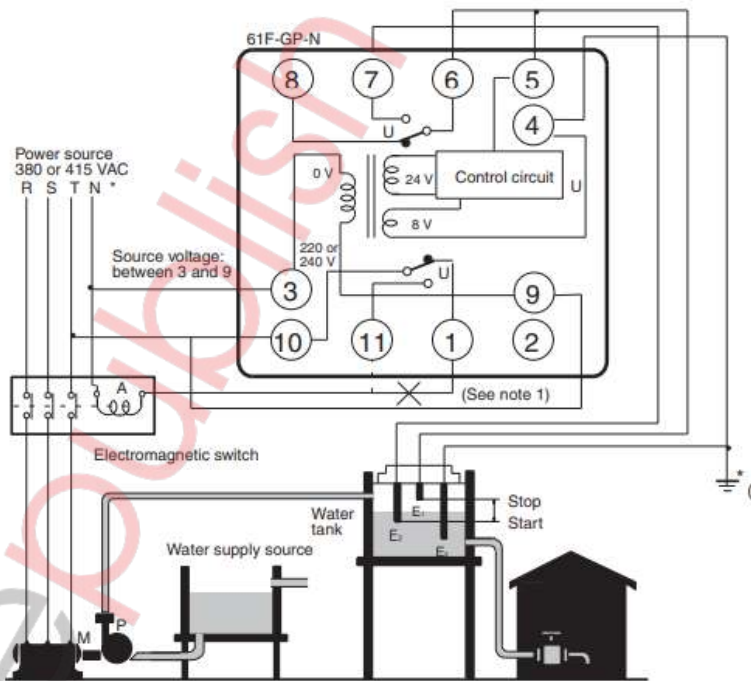 61F-GP-N
8
7
6
5
4
U
Power source
380 or 415 VAC
R S T N *
0 V
24 V
Control circuit
U
8 V
Source voltage:
between 3 and 9
220 or
240 V
U
3
9
10
11
1
2
A
(See note 1)
Electromagnetic switch
*
(
Stop
Start
Water
tank
E1
E2
E3
Water supply source
M
P
publish